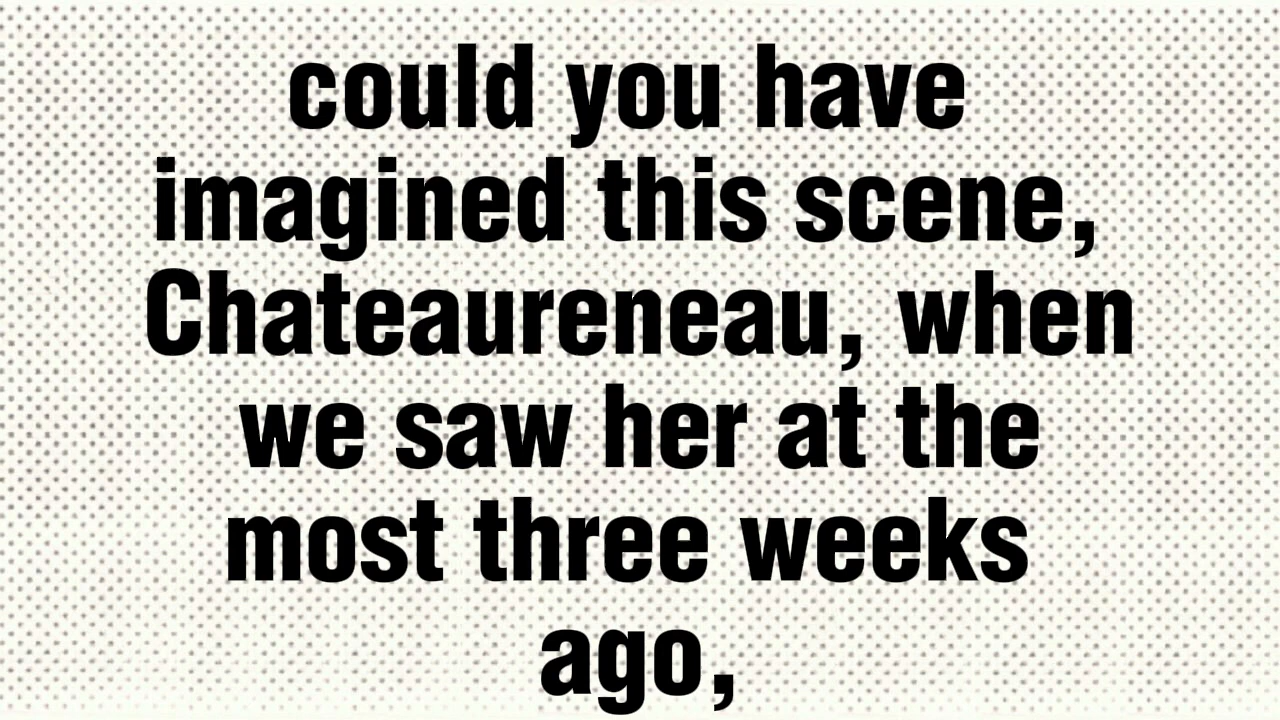 could you have
imagined this scene,
Chateaureneau, when
we saw her at the
most three weeks
ago,